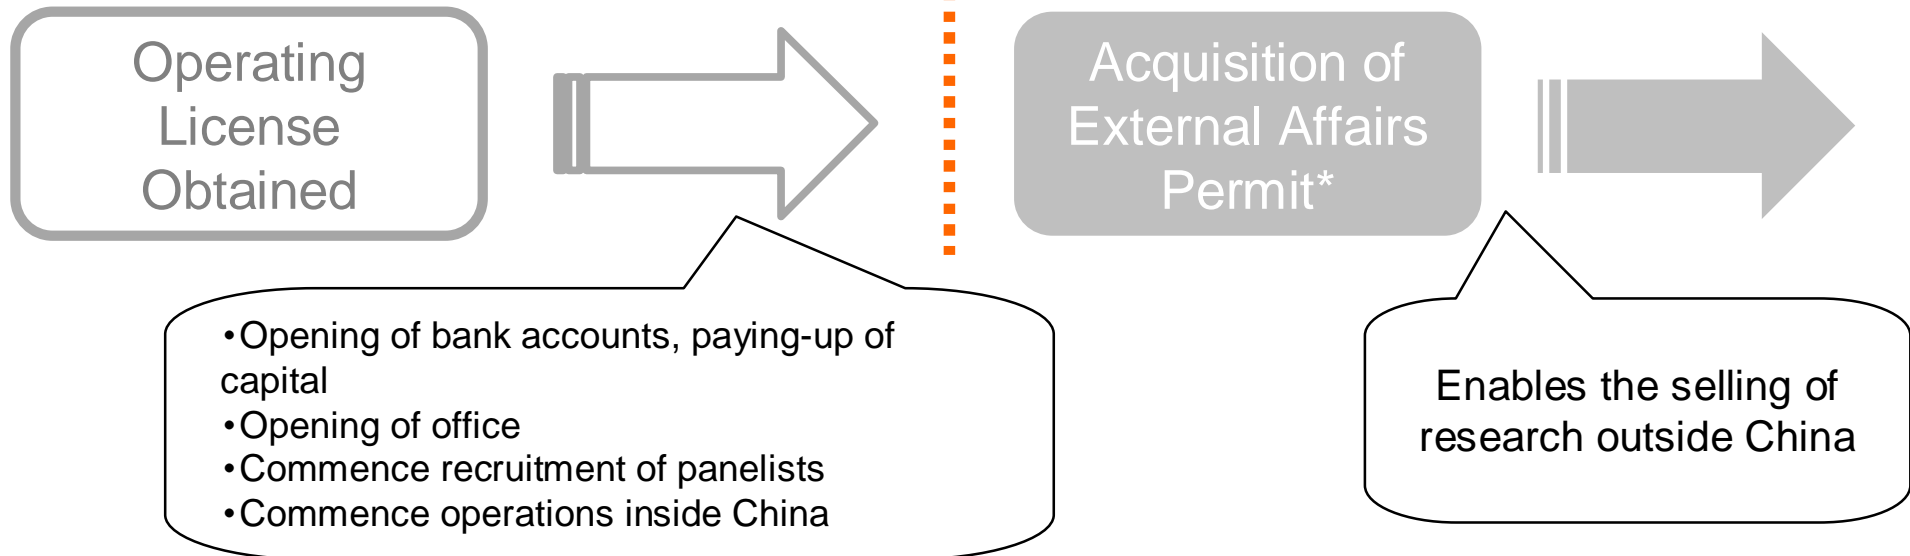 Operating
License
Obtained
Acquisition of
External Affairs
Permit*
•Opening of bank accounts, paying-up of
capital
•Opening of office
•Commence recruitment of panelists
•Commence operations inside China
Enables the selling of
research outside China